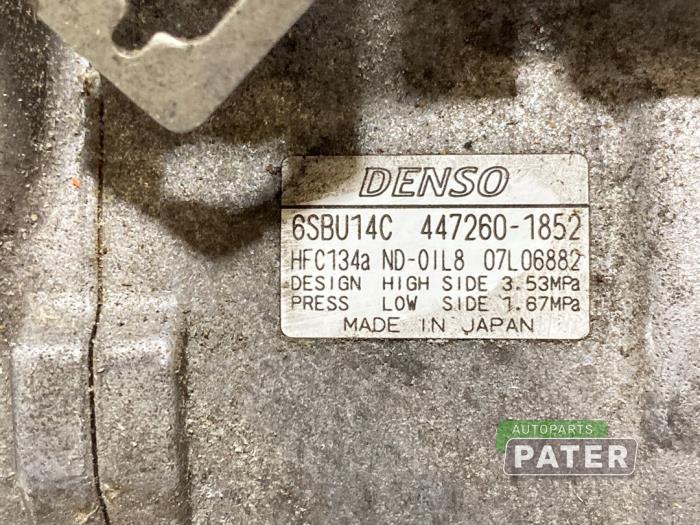 DENSO
6SBU14C 447260-1852
HFC134a ND-OIL8 07L06882
DESIGN HIGH SIDE 3.53MPa
PRESS LOW SIDE 1.67MPa
MADE IN JAPAN
AUTOPARTS
PATER